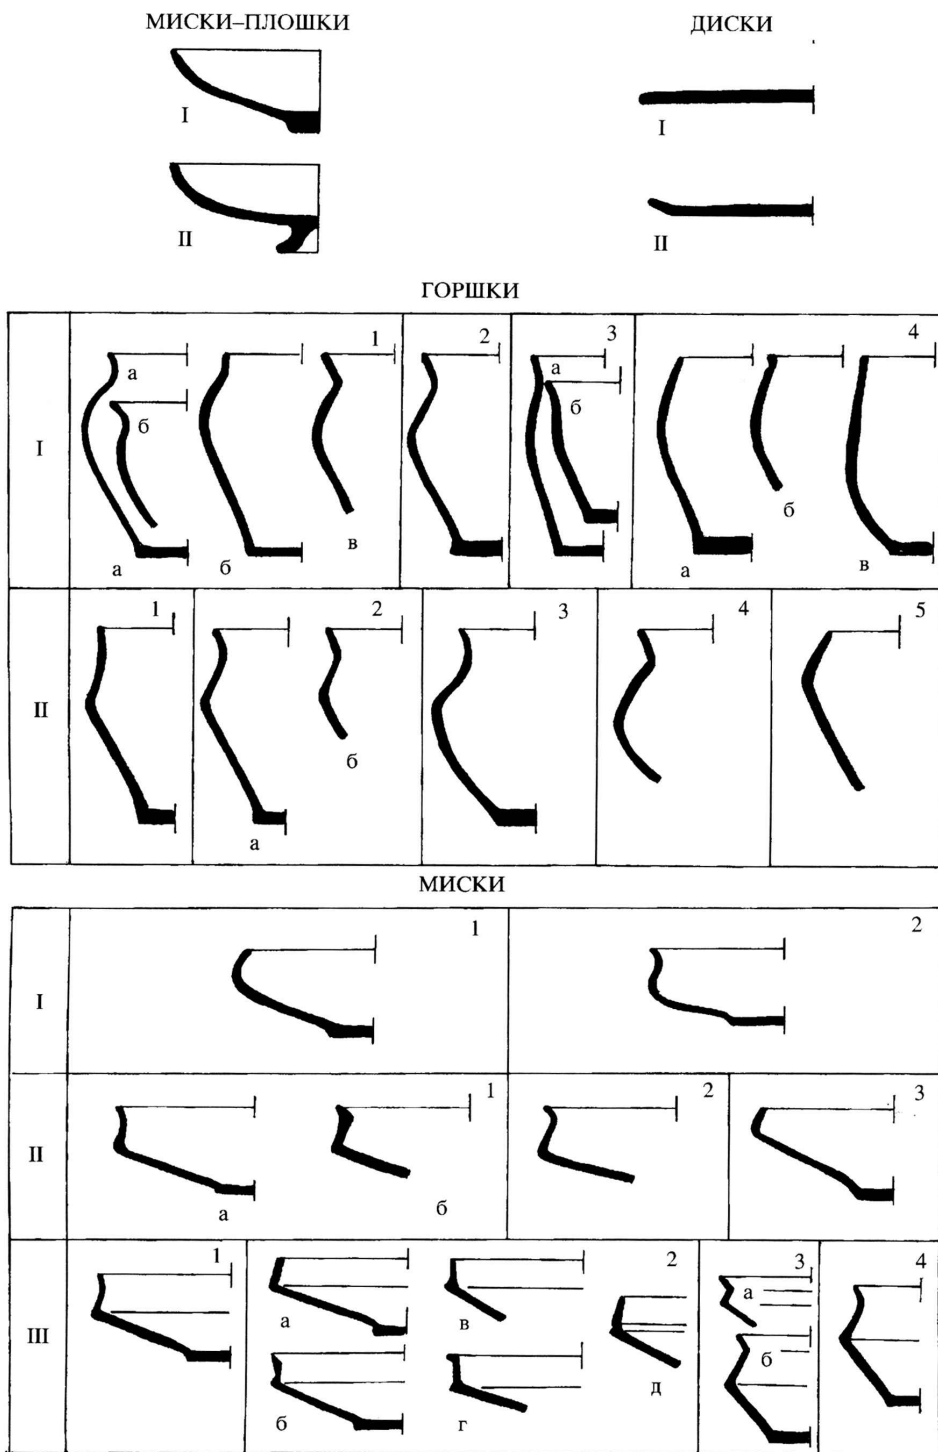 МИСКИ–ПЛОШКИ ДИСКИ
I I
II II
ГОРШКИ
I
1 2 3 4
а б а б в
а б
а б в
II
1 2 3 4 5
б
а
МИСКИ
I
1 2
II
1 2 3
а б
III
1 2 3 4
а в а
б г д б